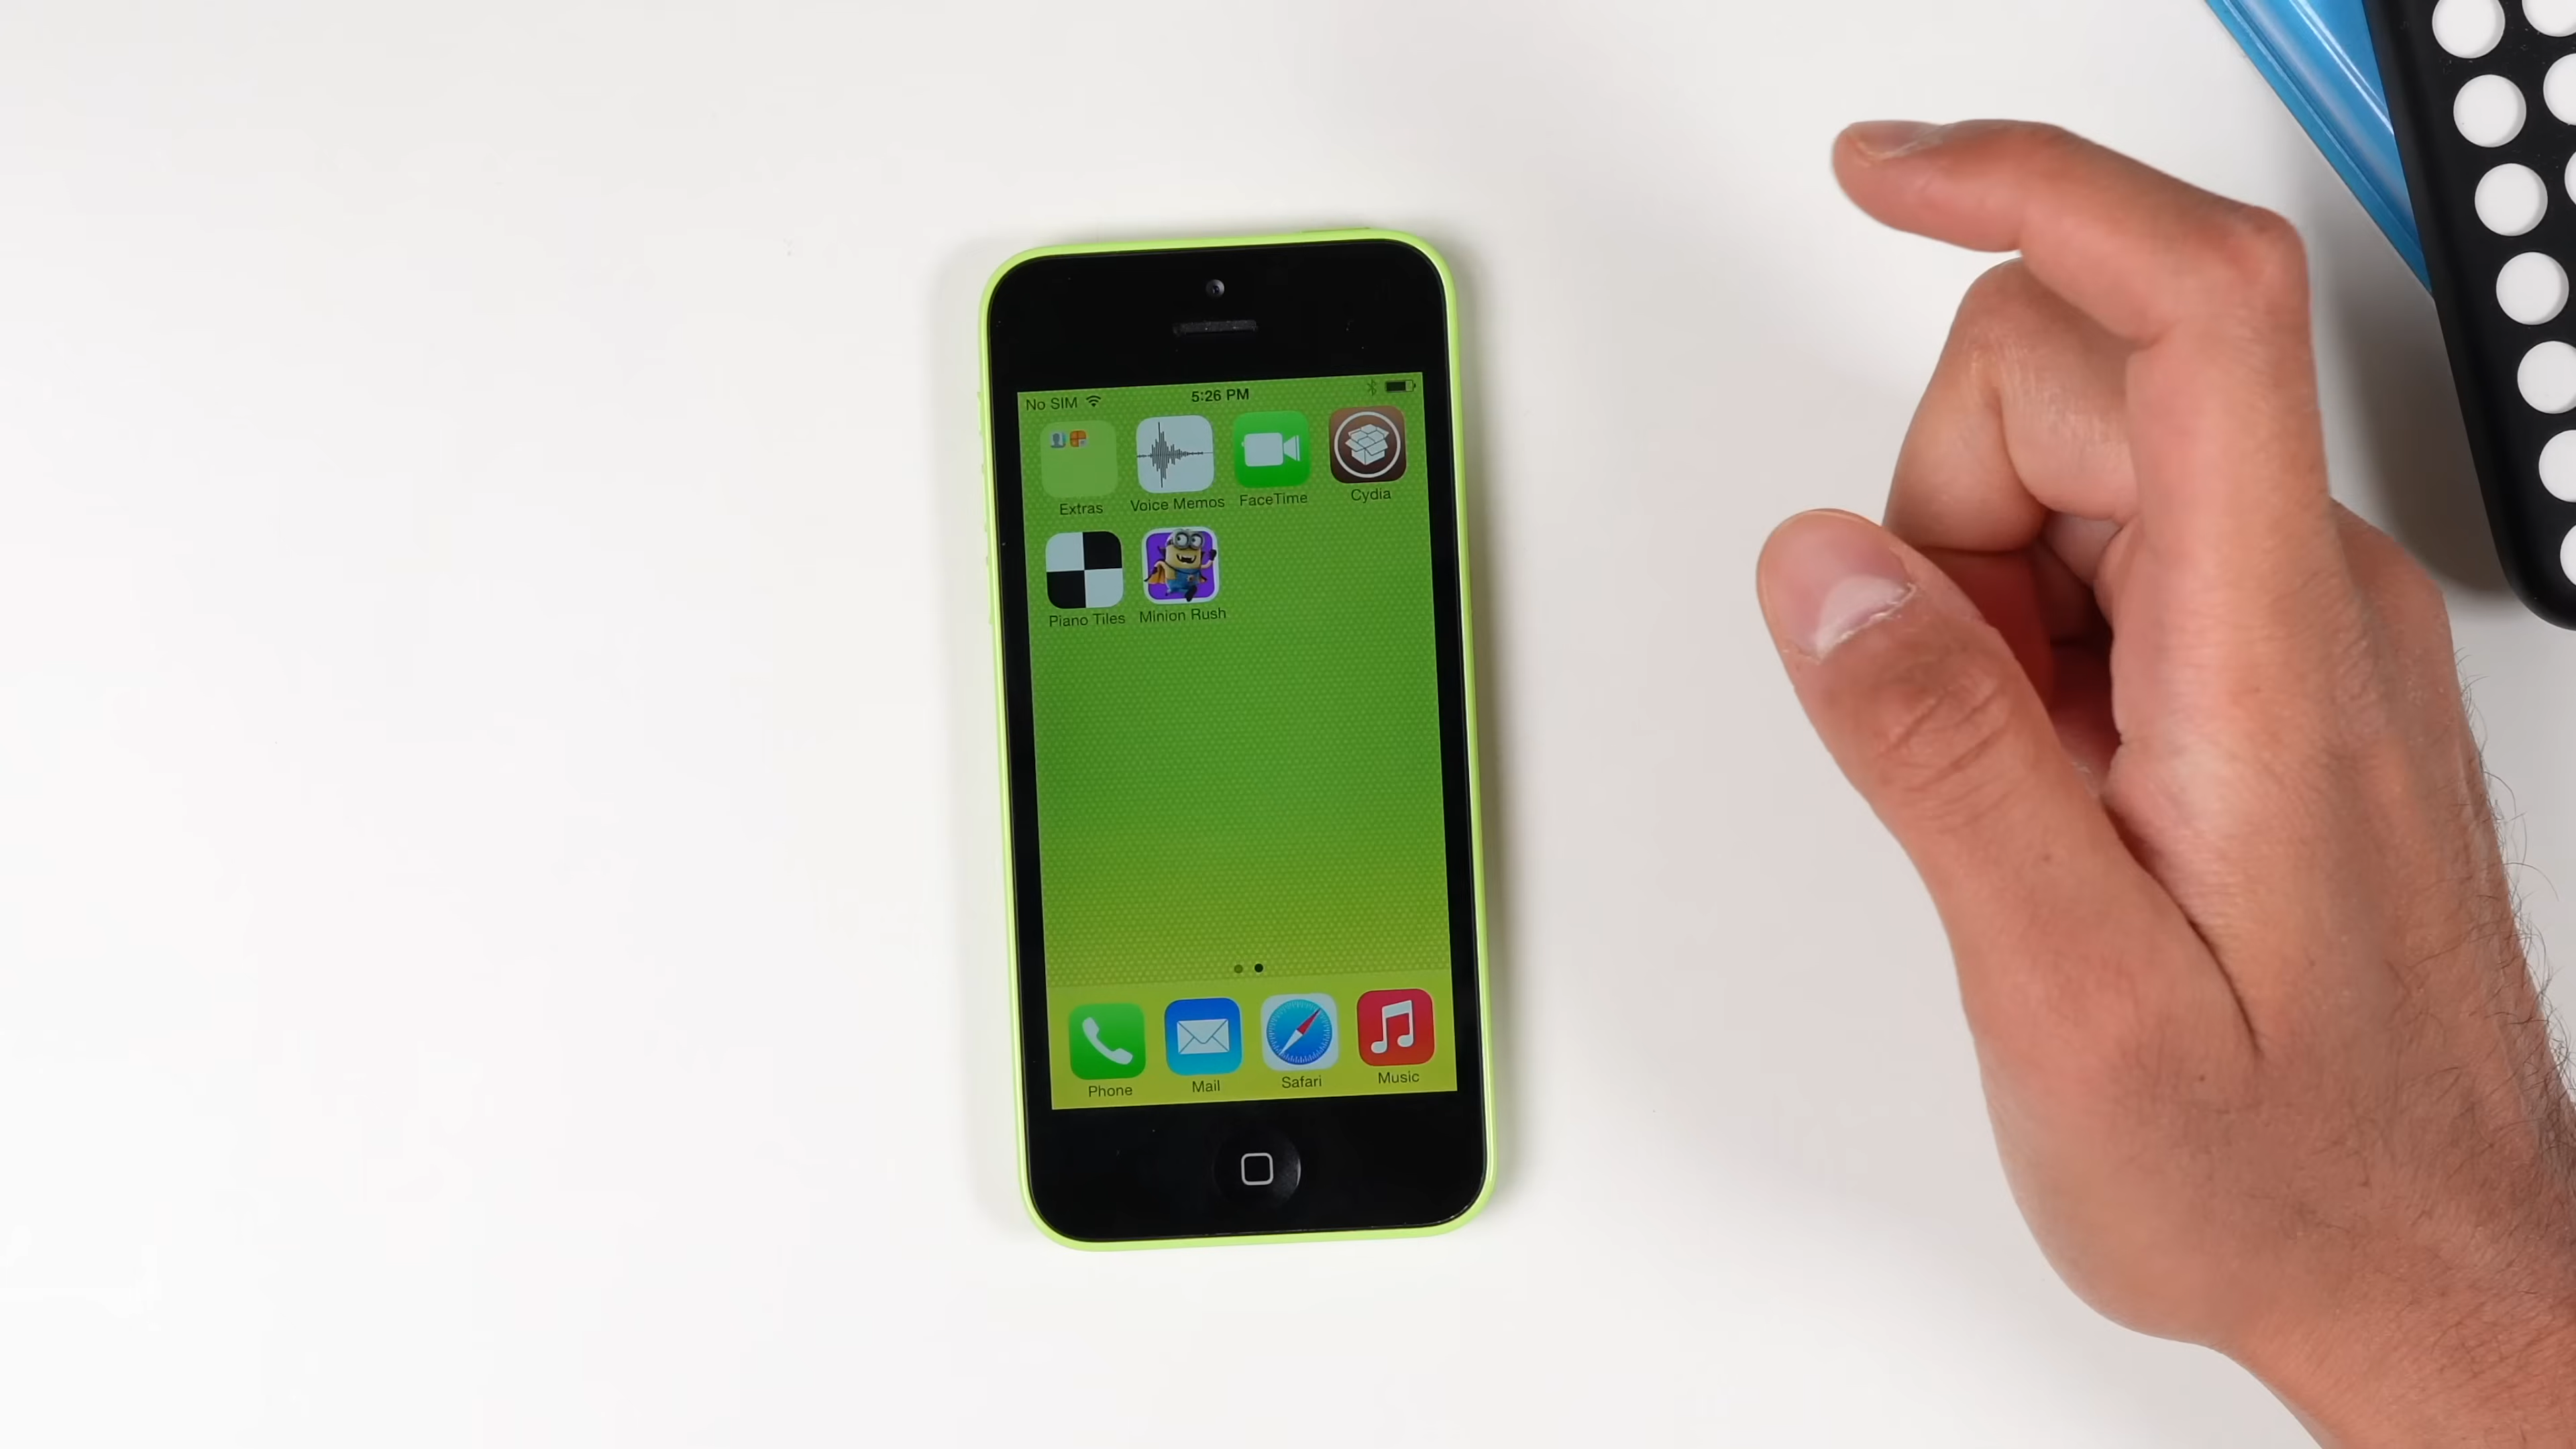 No SIM 5:26 PM
Extras Voice Memos FaceTime Cydia
Piano Tiles Minion Rush
Phone Mail Safari Music